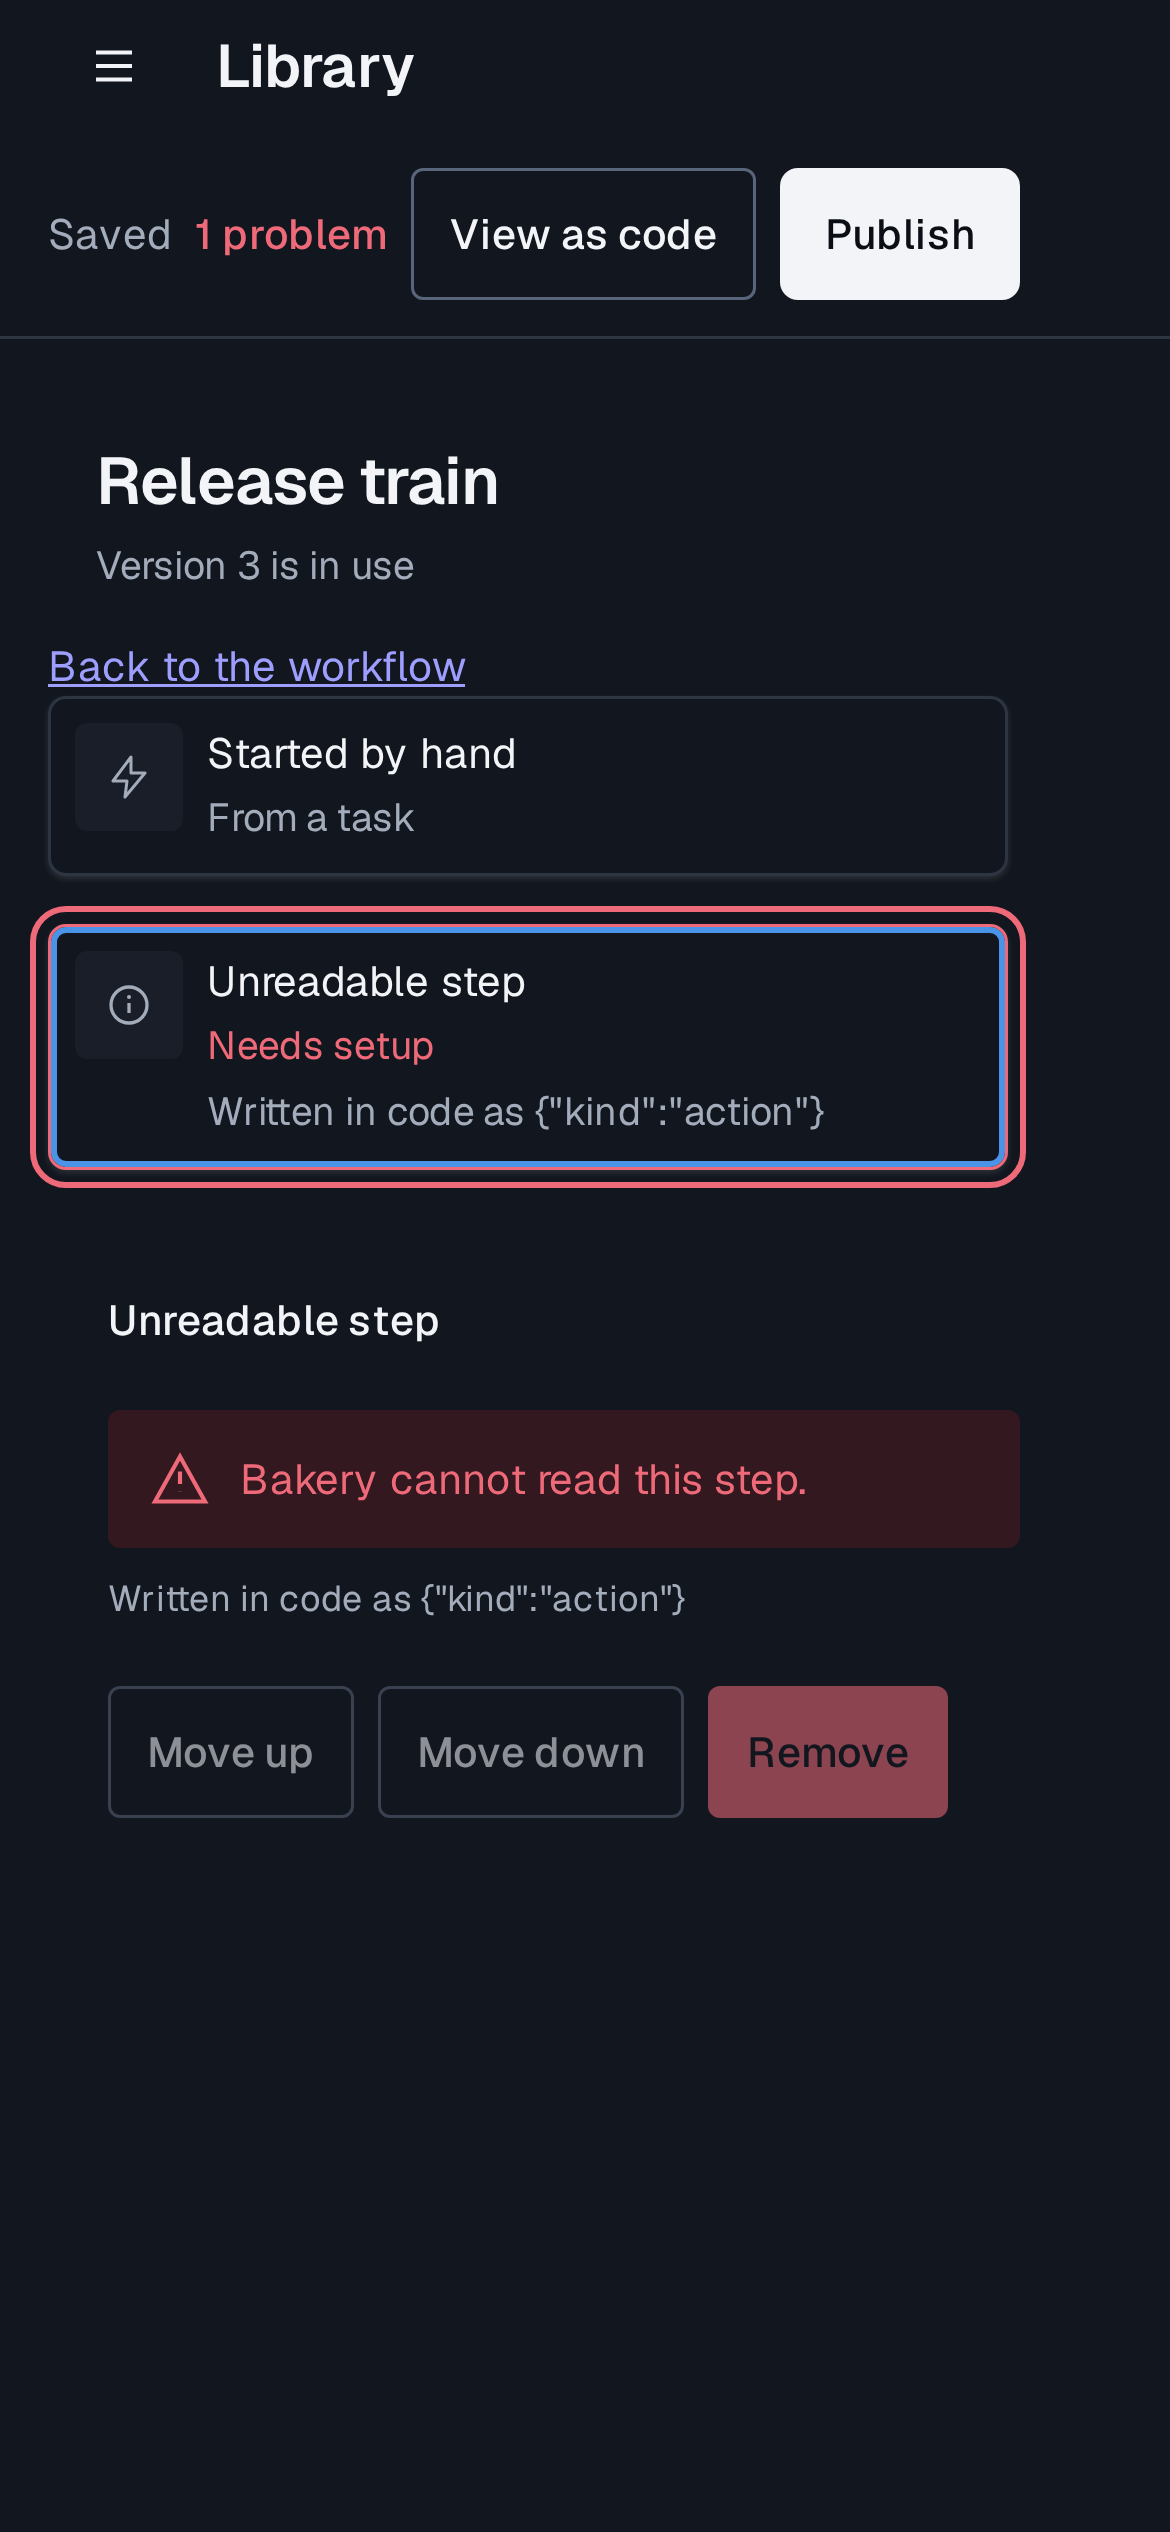 Library
Saved 1 problem View as code Publish
Release train
Version 3 is in use
Back to the workflow
Started by hand
From a task
Unreadable step
Needs setup
Written in code as {"kind":"action"}
Unreadable step
Bakery cannot read this step.
Written in code as {"kind":"action"}
Move up Move down Remove